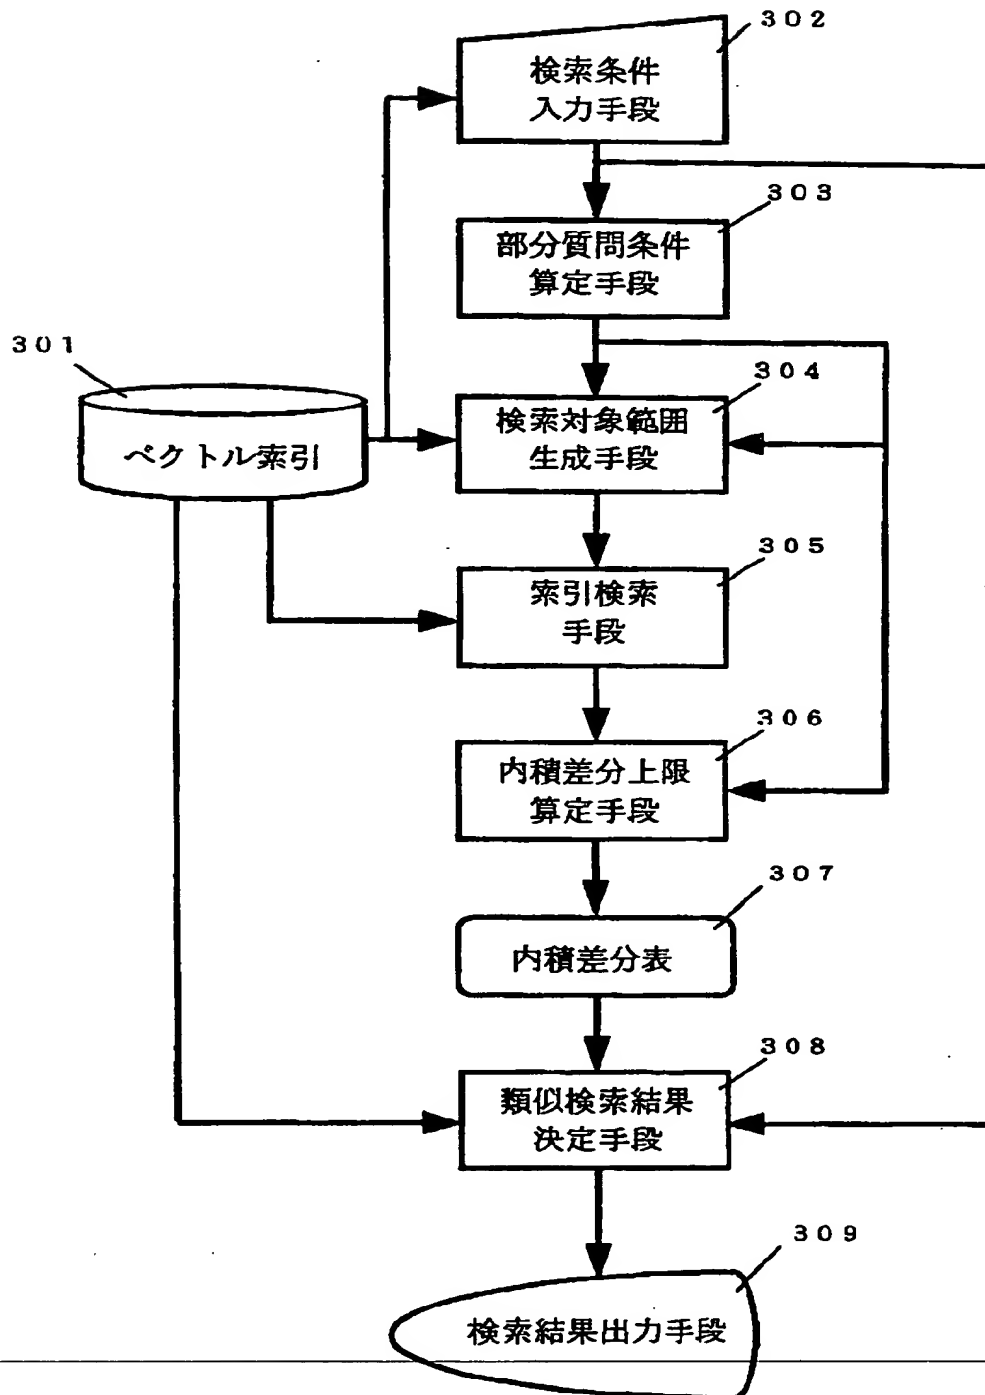 302
検索条件
入力手段
303
部分質問条件
算定手段
301
ベクトル索引
304
検索対象範囲
生成手段
305
索引検索
手段
306
内積差分上限
算定手段
307
内積差分表
308
類似検索結果
決定手段
309
検索結果出力手段